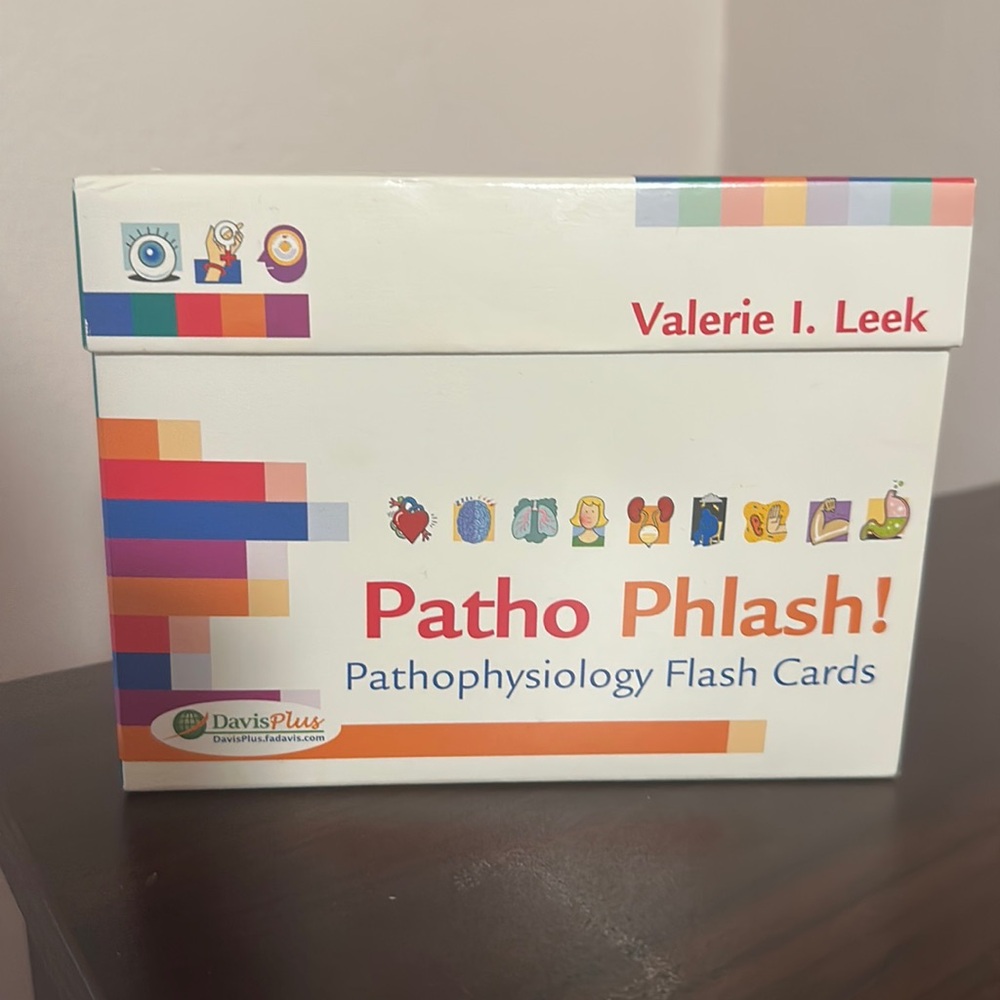 Valerie I. Leek
Patho Phlash!
Pathophysiology Flash Cards
DavisPlus
DavisPlus.fadavis.com